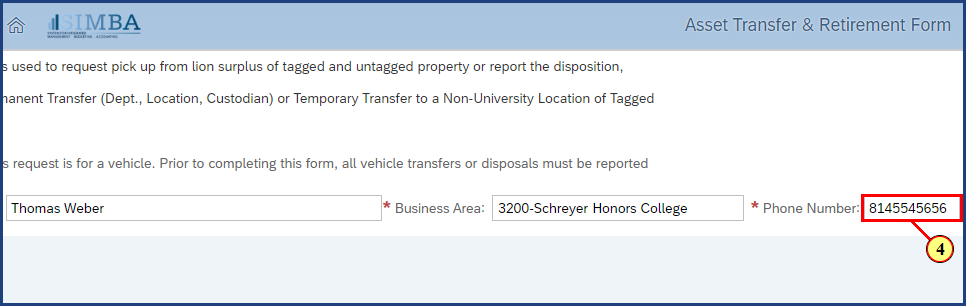 SIMBA
Asset Transfer & Retirement Form
s used to request pick up from lion surplus of tagged and untagged property or report the disposition,
nanent Transfer (Dept., Location, Custodian) or Temporary Transfer to a Non-University Location of Tagged
s request is for a vehicle. Prior to completing this form, all vehicle transfers or disposals must be reported
Thomas Weber * Business Area: 3200-Schreyer Honors College * Phone Number: 8145545656
4